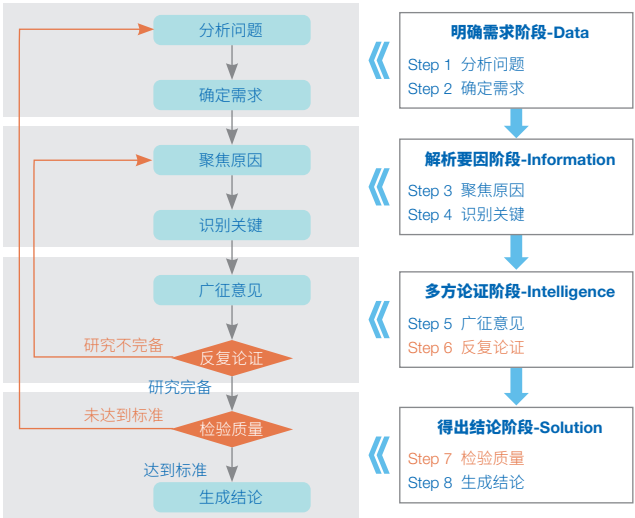 分析问题
确定需求
聚焦原因
识别关键
广征意见
研究不完备
反复论证
研究完备
未达到标准
检验质量
达到标准
生成结论
明确需求阶段-Data
Step 1 分析问题
Step 2 确定需求
解析要因阶段-Information
Step 3 聚焦原因
Step 4 识别关键
多方论证阶段-Intelligence
Step 5 广征意见
Step 6 反复论证
得出结论阶段-Solution
Step 7 检验质量
Step 8 生成结论